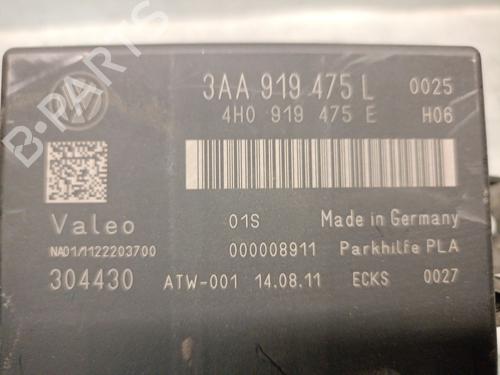 3AA 919 475 L 0025
4H0 919 475 E H06
Valeo 01S Made in Germany
NA01/1122203700 000008911 Parkhilfe PLA
304430 ATW-001 14.08.11 ECKS 0027
B-PARTS